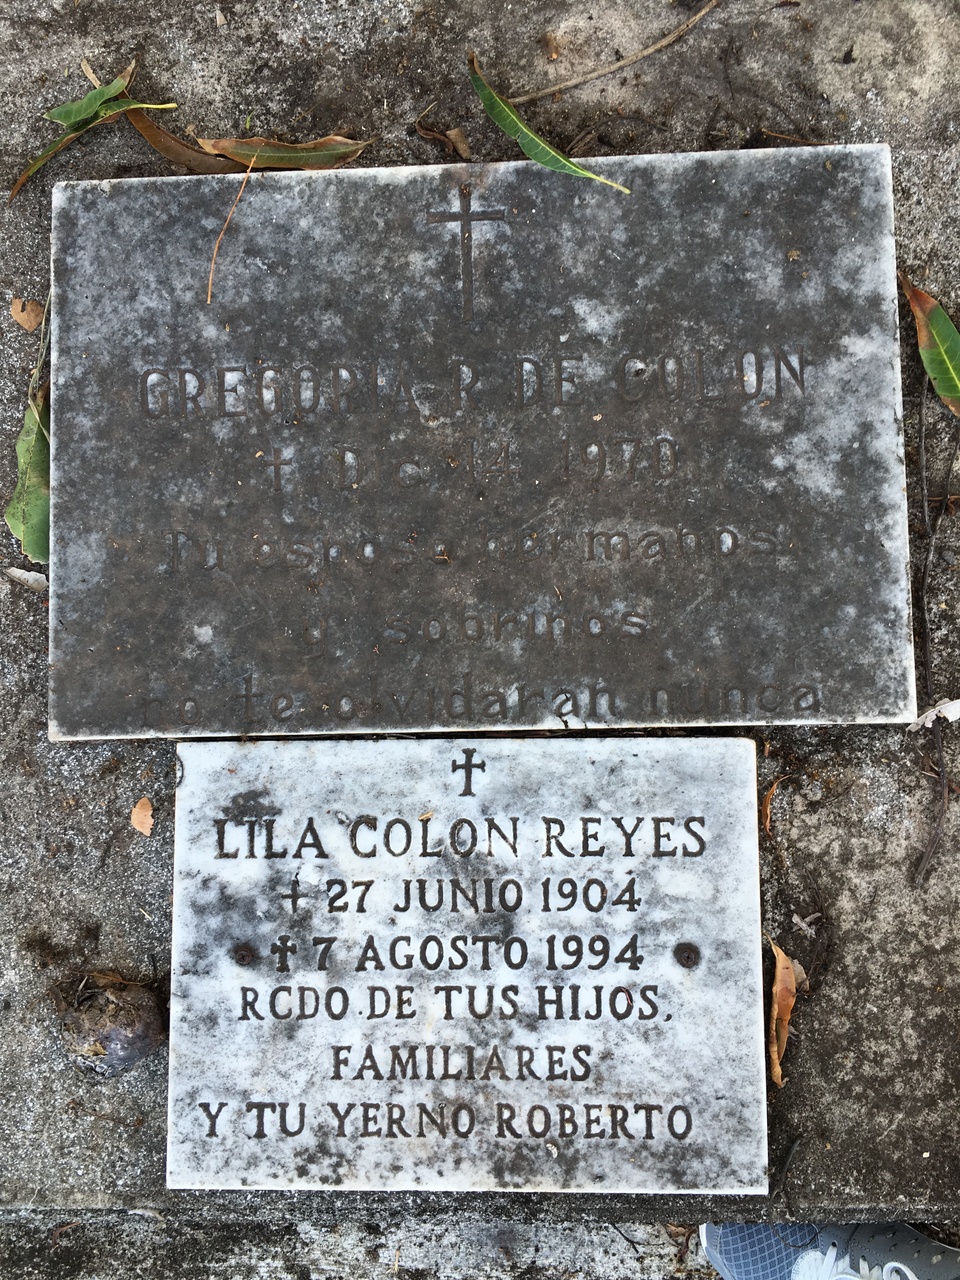 GREGORIA R. DE COLON
† Dic. 14 1970
Tu esposo hermanos
y sobrinos
no te olvidaran nunca
LILA COLON REYES
+ 27 JUNIO 1904
† 7 AGOSTO 1994
RCDO. DE TUS HIJOS,
FAMILIARES
Y TU YERNO ROBERTO